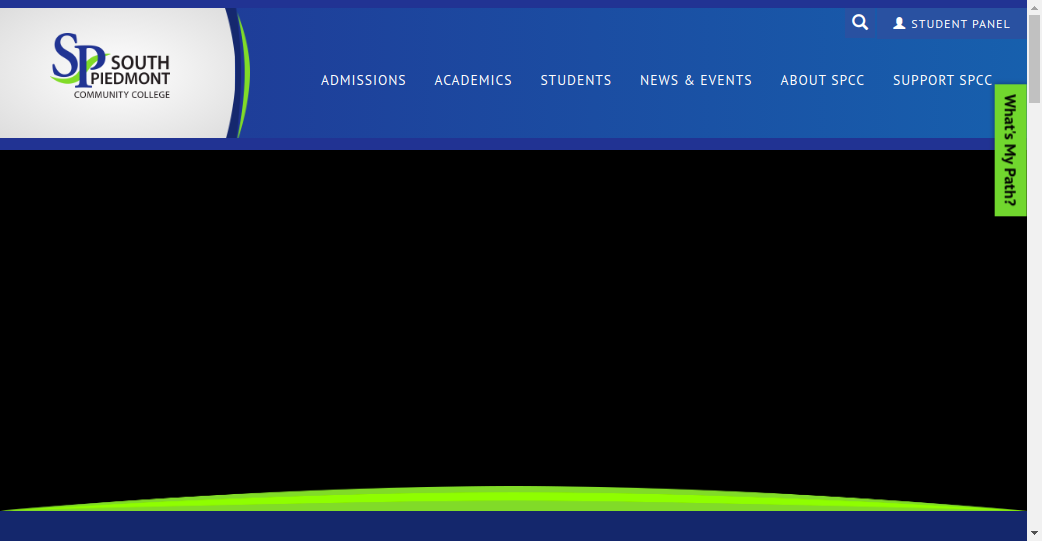 STUDENT PANEL
SP SOUTH
PIEDMONT
COMMUNITY COLLEGE
ADMISSIONS ACADEMICS STUDENTS NEWS & EVENTS ABOUT SPCC SUPPORT SPCC
What's My Path?